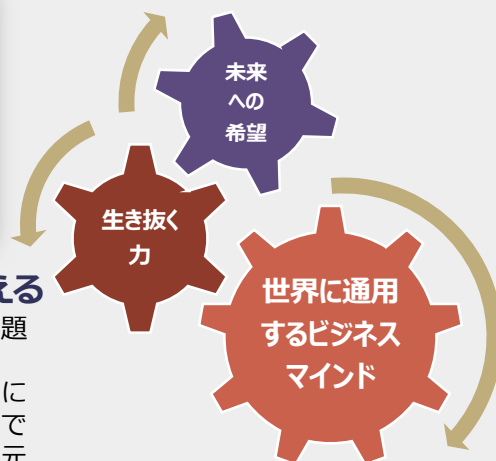 未来
への
希望
生き抜く
力
世界に通用
するビジネス
マインド
える
題
に
で
元